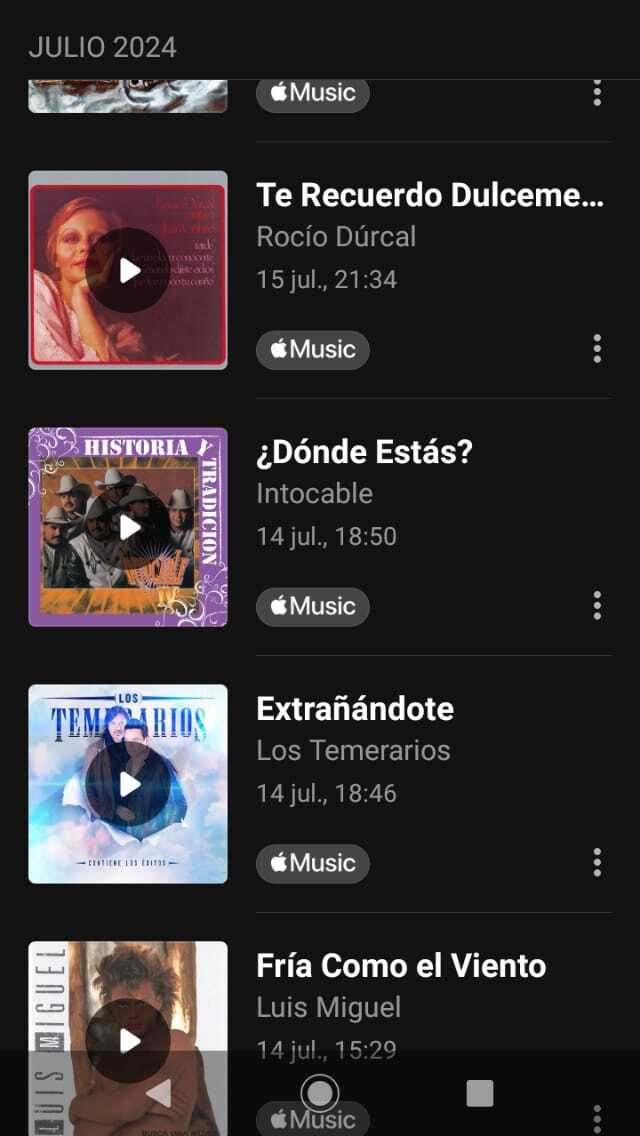 JULIO 2024
Music
Te Recuerdo Dulceme...
Rocío Dúrcal
15 jul., 21:34
Music
HISTORIA Y
TRADICION
¿Dónde Estás?
Intocable
14 jul., 18:50
Music
LOS
TEMERARIOS
CONTIENE LOS ÉXITOS
Extrañándote
Los Temerarios
14 jul., 18:46
Music
LUIS MIGUEL
Fría Como el Viento
Luis Miguel
14 jul., 15:29
Music